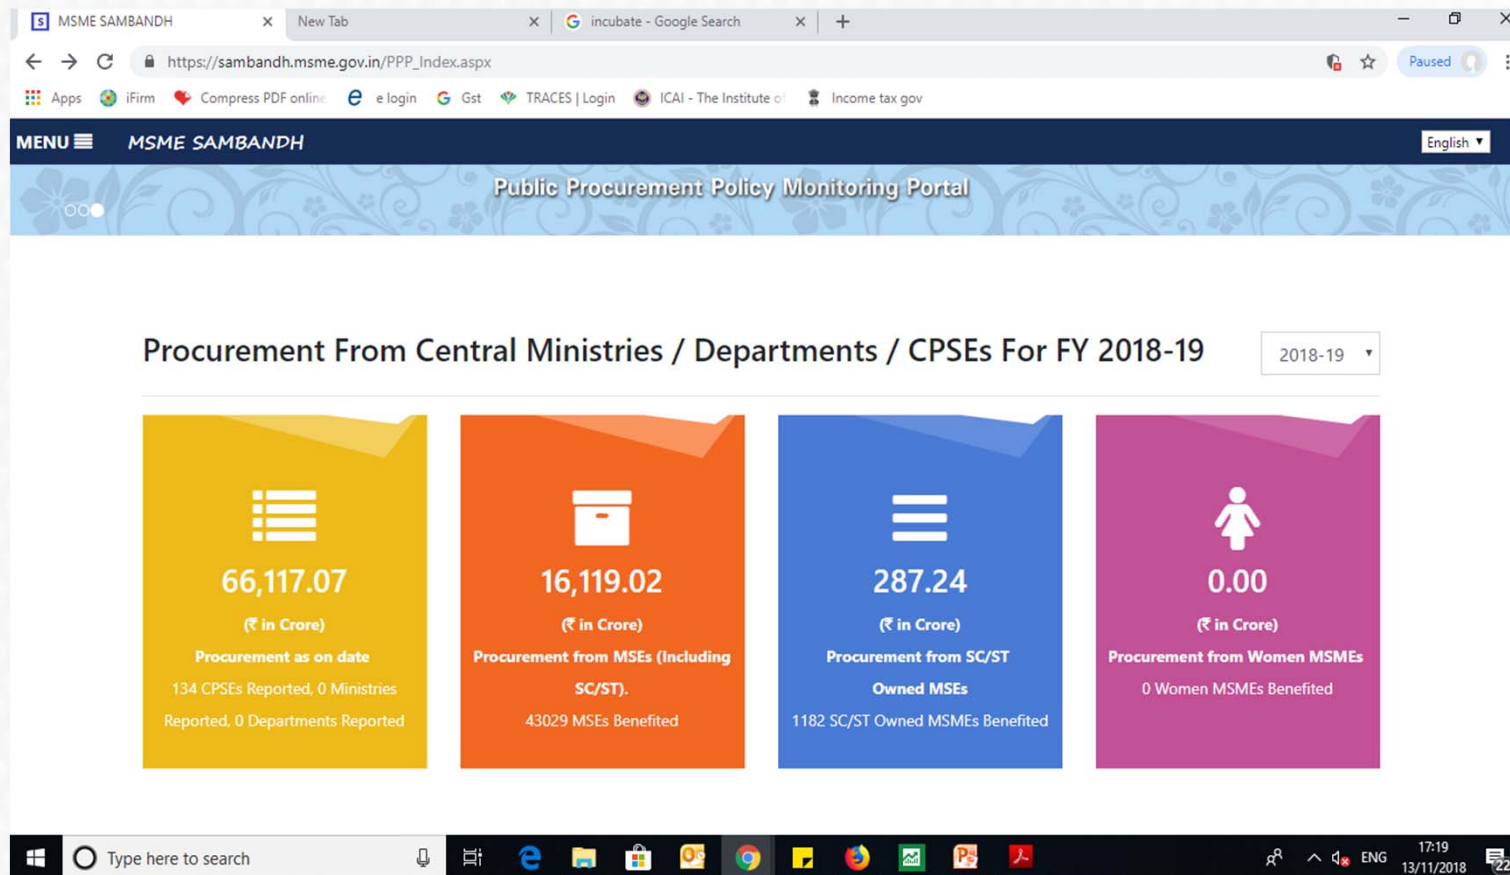 MSME SAMBANDH
New Tab
incubate - Google Search
https://sambandh.msme.gov.in/PPP_Index.aspx
Paused
Apps
iFirm
Compress PDF online
e login
Gst
TRACES | Login
ICAI - The Institute of
Income tax gov
MENU
MSME SAMBANDH
English
Public Procurement Policy Monitoring Portal
Procurement From Central Ministries / Departments / CPSEs For FY 2018-19
2018-19
66,117.07
(₹ in Crore)
Procurement as on date
134 CPSEs Reported, 0 Ministries
Reported, 0 Departments Reported
16,119.02
(₹ in Crore)
Procurement from MSEs (Including
SC/ST).
43029 MSEs Benefited
287.24
(₹ in Crore)
Procurement from SC/ST
Owned MSEs
1182 SC/ST Owned MSMEs Benefited
0.00
(₹ in Crore)
Procurement from Women MSMEs
0 Women MSMEs Benefited
Type here to search
ENG
17:19
13/11/2018
22